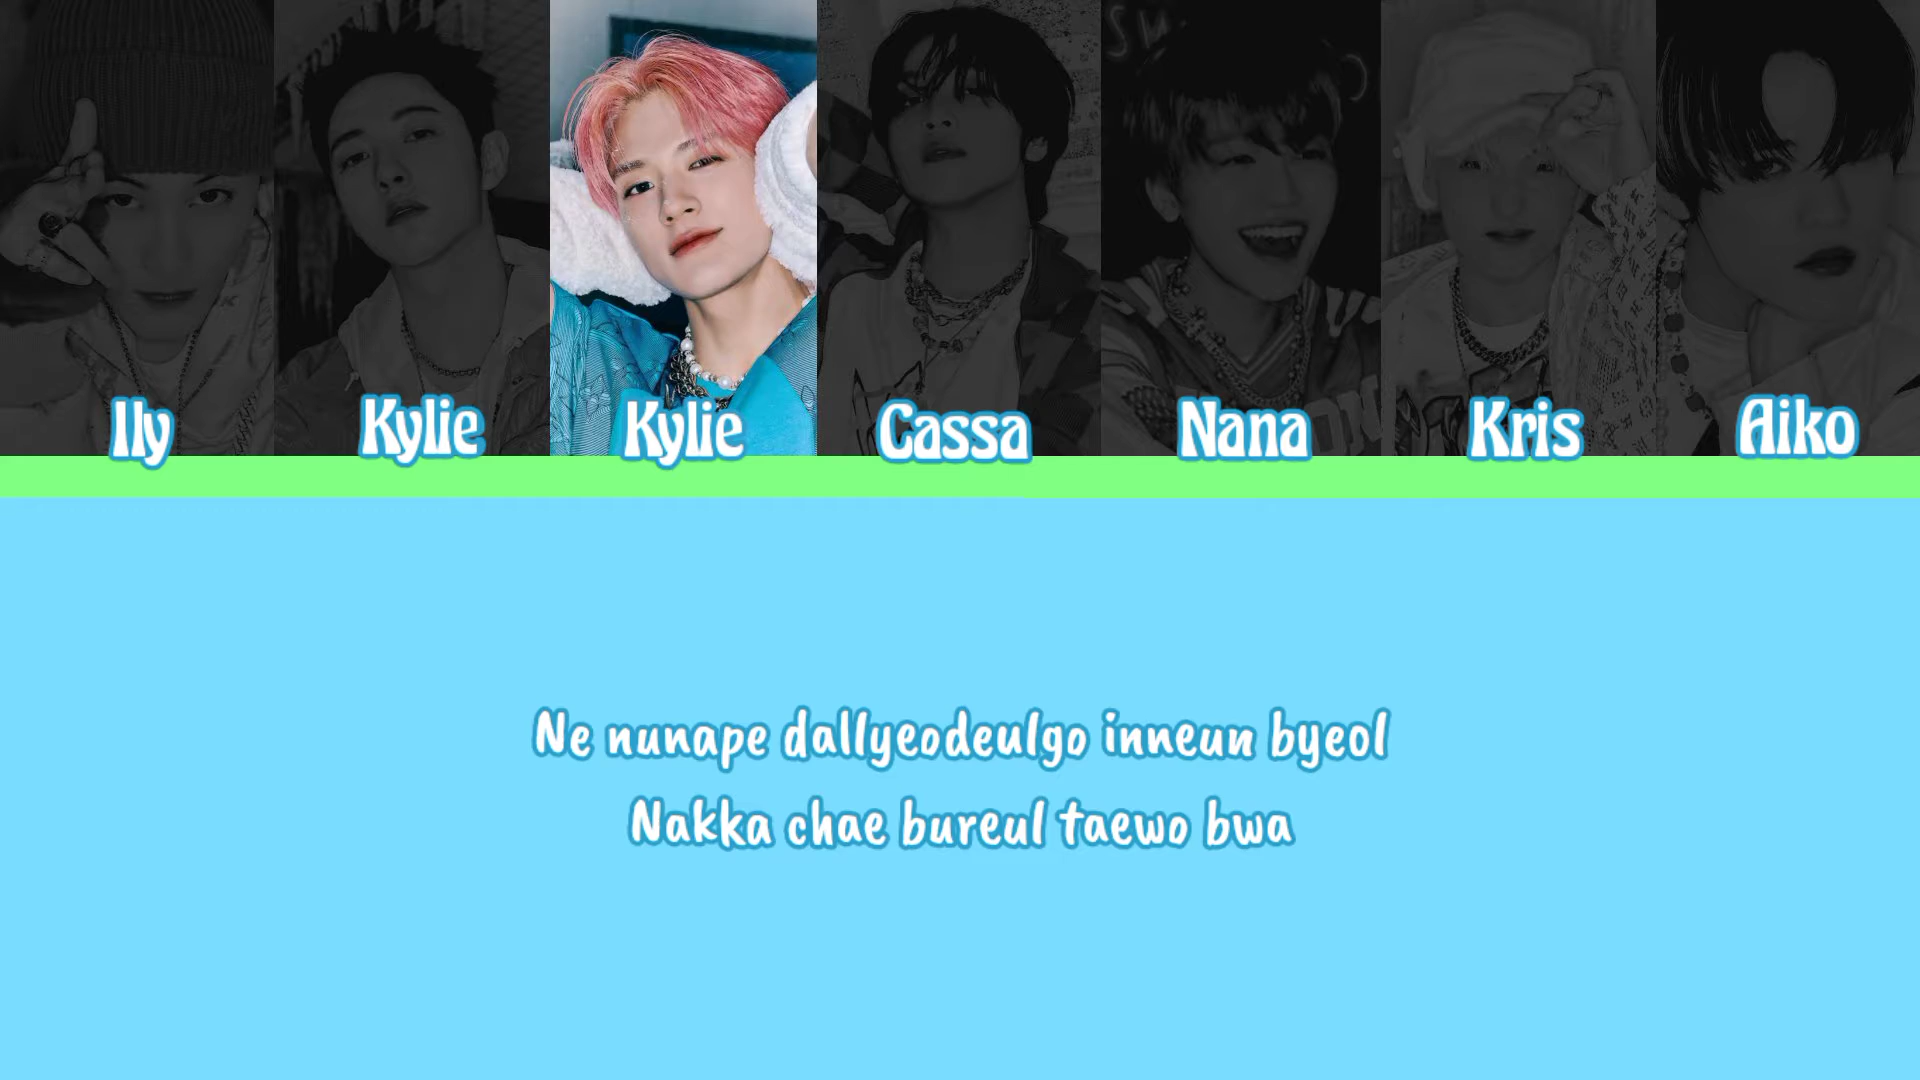 Ily Kylie Kylie Cassa Nana Kris Aiko
Ne nunape dallyeodeulgo inneun byeol
Nakka chae bureul taewo bwa